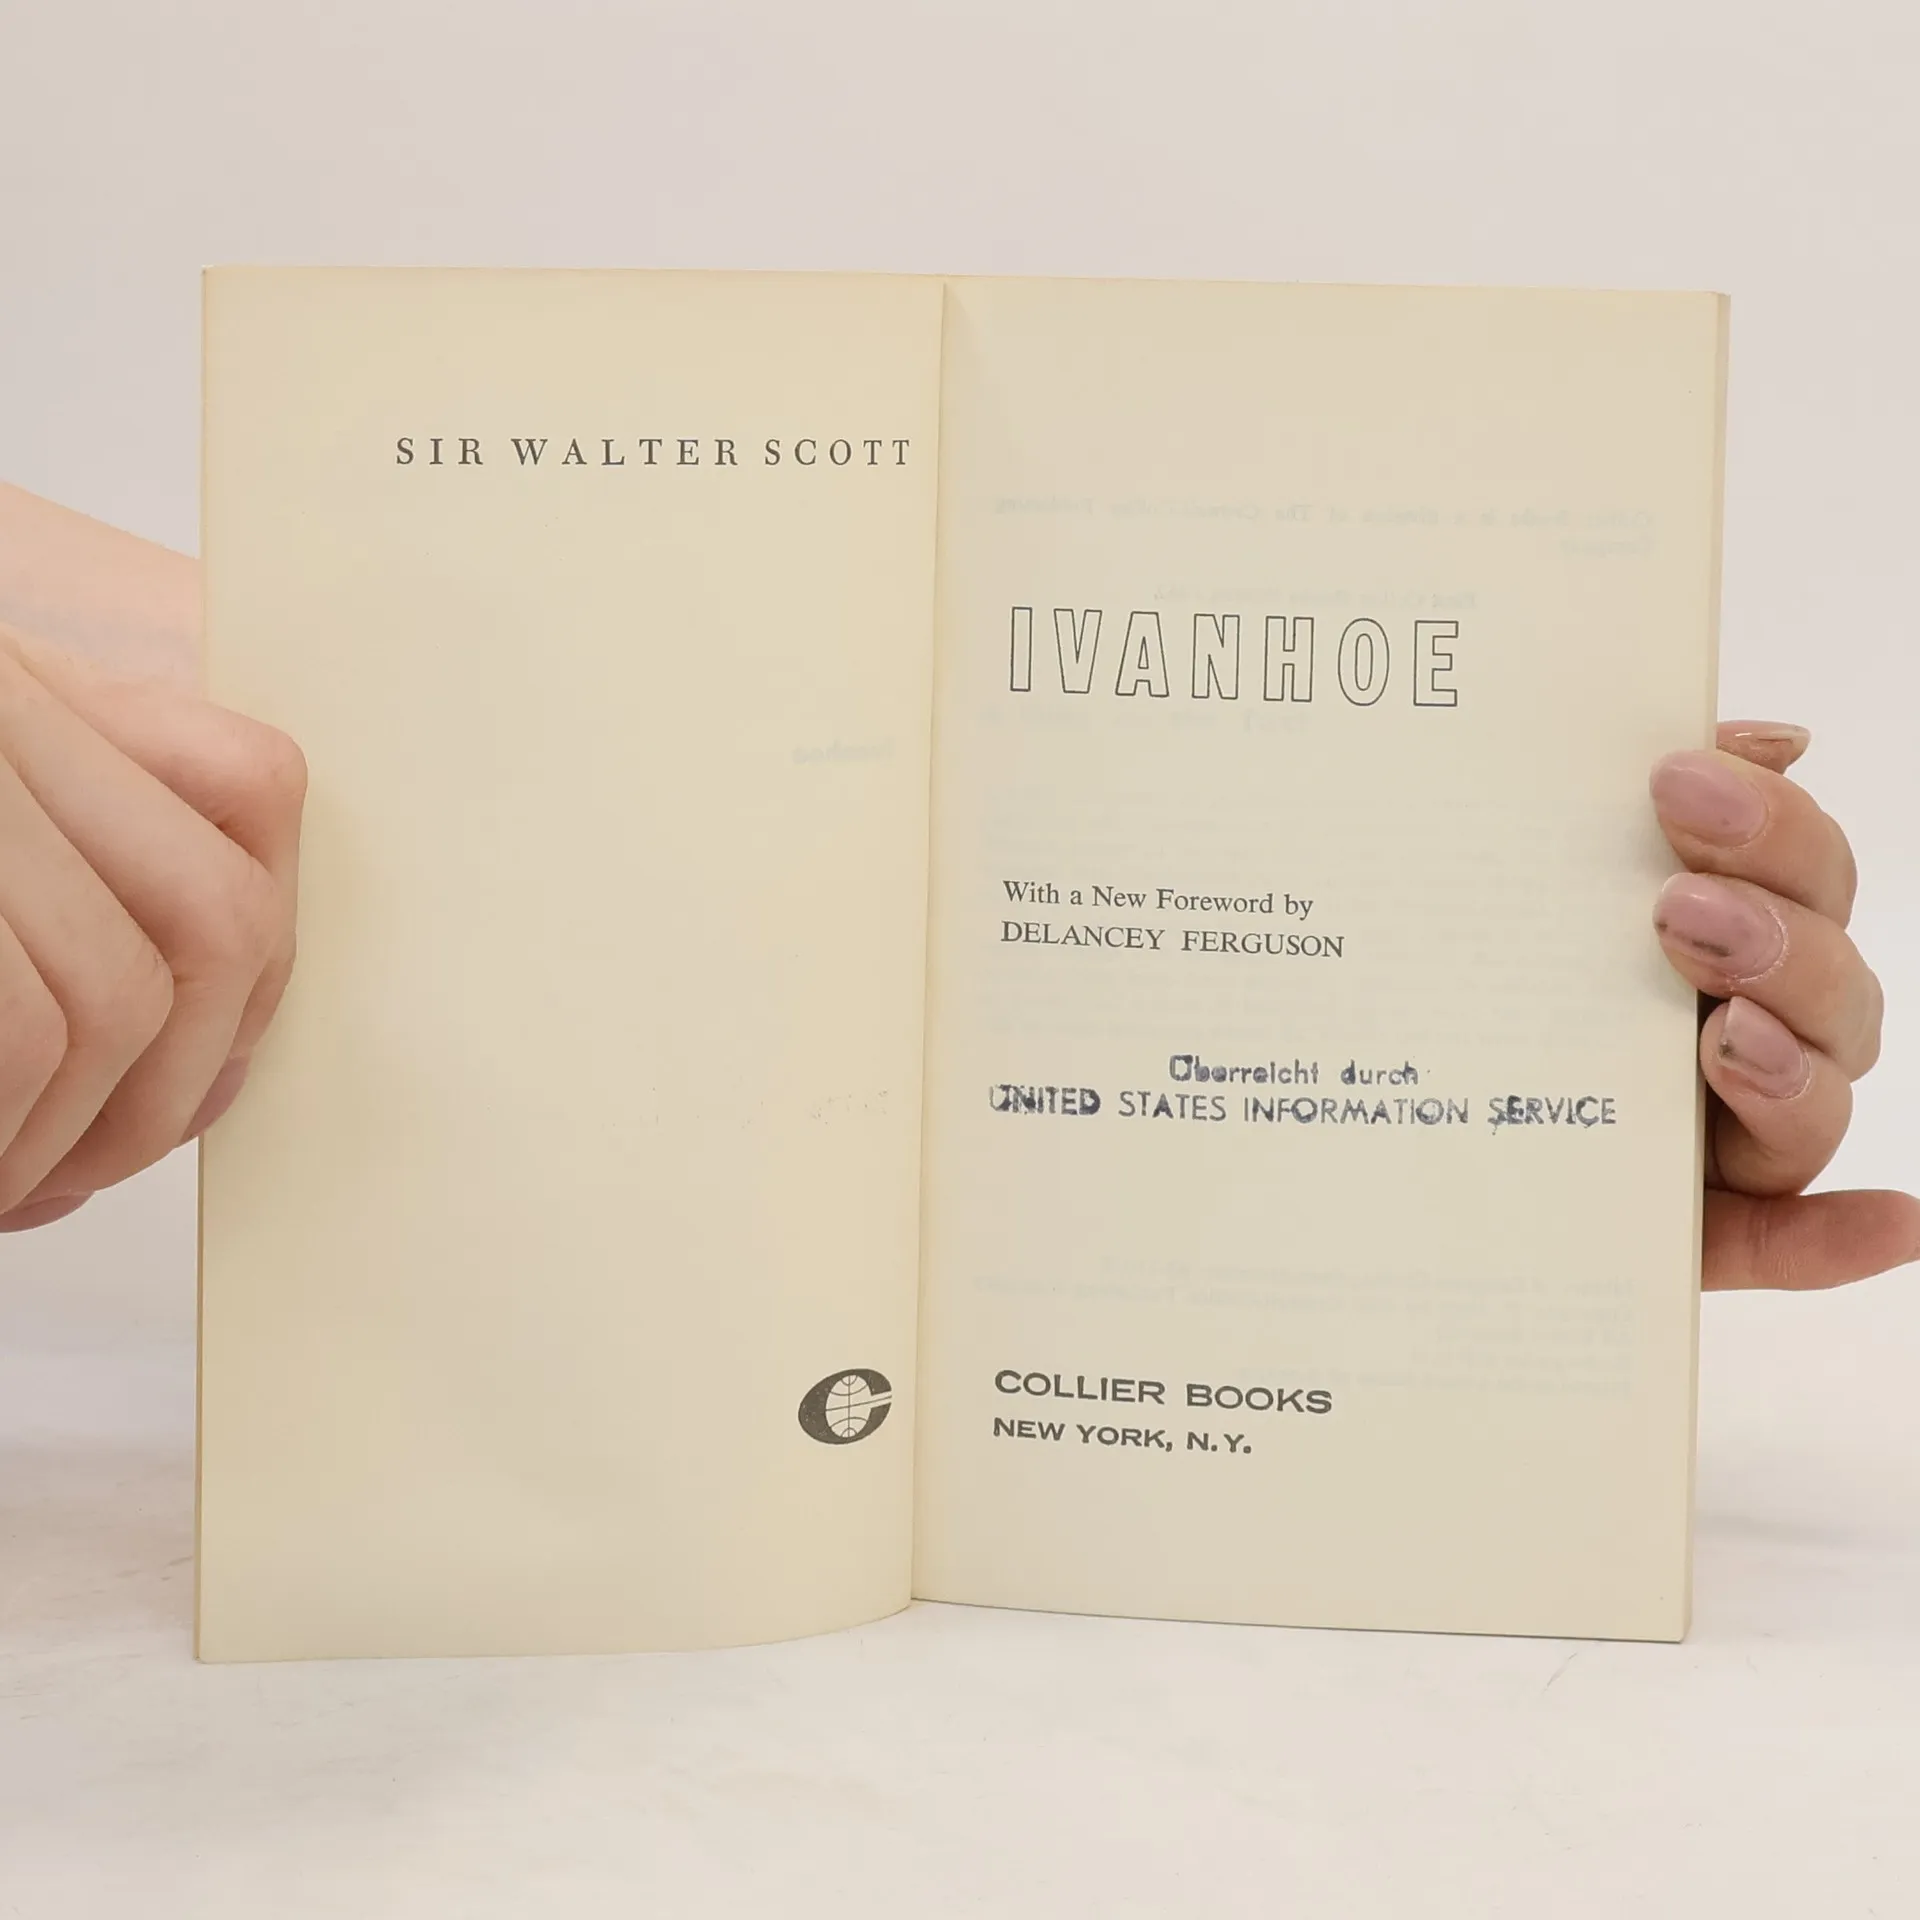 SIR WALTER SCOTT
IVANHOE
With a New Foreword by
DELANCEY FERGUSON
Überreicht durch
UNITED STATES INFORMATION SERVICE
COLLIER BOOKS
NEW YORK, N.Y.